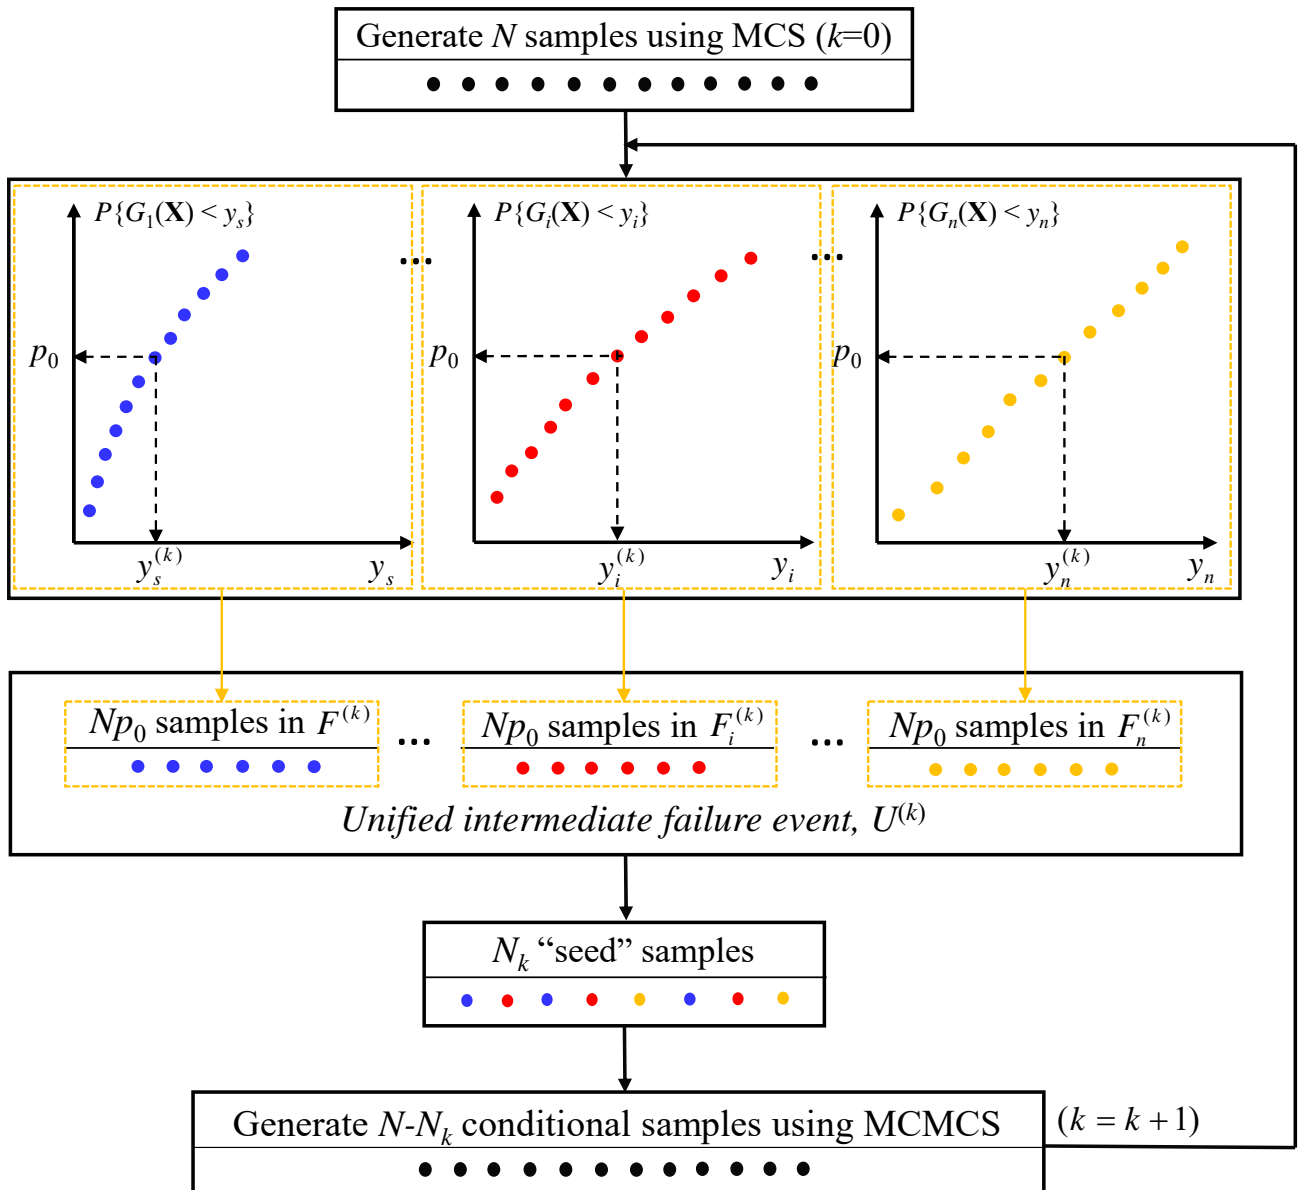 Generate N samples using MCS (k=0)
P{G₁(X) < yₛ}
P{Gᵢ(X) < yᵢ}
P{Gₙ(X) < yₙ}
...
...
p₀
p₀
p₀
yₛ⁽ᵏ⁾
yₛ
yᵢ⁽ᵏ⁾
yᵢ
yₙ⁽ᵏ⁾
yₙ
Np₀ samples in F⁽ᵏ⁾
...
Np₀ samples in Fᵢ⁽ᵏ⁾
...
Np₀ samples in Fₙ⁽ᵏ⁾
Unified intermediate failure event, U⁽ᵏ⁾
Nₖ “seed” samples
Generate N-Nₖ conditional samples using MCMCS
(k = k + 1)